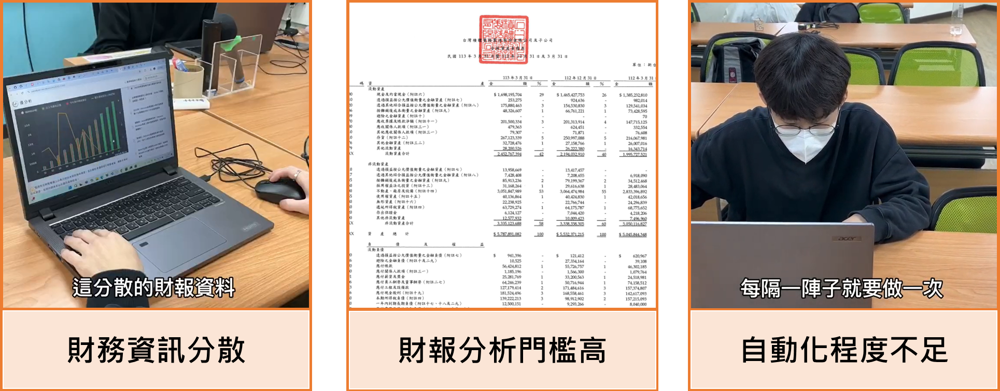 這分散的財報資料
財務資訊分散
台灣積體電路製造股份有限公司及子公司
民國 113 年 3 月 31 日
31 日及 3 月 31 日
單位：新台
113 年 3 月 31 日 112 年 12 月 31 日 112 年 3 月 31
碼 資 產 金 額 % 金 額 % 金 額
流動資產
現金及約當現金（附註六） $ 1,698,195,704 29 $ 1,465,427,753 26 $ 1,385,232,810
透過損益按公允價值衡量之金融資產（附註七） 253,275 - 924,636 - 982,014
透過其他綜合損益按公允價值衡量之金融資產（附註八） 175,880,463 3 154,530,830 3 129,541,034
按攤銷後成本衡量之金融資產（附註九） 48,326,607 1 66,761,221 1 73,428,595
避險之金融資產（附註十） - - - - 70
應收票據及帳款淨額（附註十一） 201,500,334 3 201,313,914 4 147,715,125
應收關係人款項（附註三一） 479,363 - 624,451 - 332,554
其他應收關係人款項（附註三一） 79,307 - 71,871 - 76,608
存貨（附註十二） 267,123,339 5 250,997,088 5 216,067,981
其他金融資產（附註三二） 32,728,476 1 27,158,766 1 26,007,016
其他流動資產 28,200,526 - 26,222,380 - 16,343,714
流動資產合計 2,452,767,394 42 2,194,032,910 40 1,995,727,521
非流動資產
透過損益按公允價值衡量之金融資產（附註七） 13,958,669 - 13,417,457 - -
透過其他綜合損益按公允價值衡量之金融資產（附註八） 7,428,408 - 7,208,655 - 6,918,090
按攤銷後成本衡量之金融資產（附註九） 85,913,236 2 79,199,367 2 34,512,468
採用權益法之投資（附註十三） 31,168,264 1 29,616,638 1 28,483,064
不動產、廠房及設備（附註十四） 3,051,847,989 53 3,064,474,984 55 2,833,396,892
使用權資產（附註十五） 40,136,864 1 40,424,830 1 42,018,656
無形資產（附註十六） 22,238,925 - 22,766,744 - 24,296,839
遞延所得稅資產（附註四） 63,729,274 1 64,175,787 1 68,775,652
存出保證金 6,124,127 - 7,044,420 - 4,218,206
其他非流動資產 12,577,932 - 10,009,423 - 7,496,960
非流動資產合計 3,335,123,688 58 3,338,338,305 60 3,050,116,827
資 產 總 計 $ 5,787,891,082 100 $ 5,532,371,215 100 $ 5,045,844,348
負 債 及 權 益
流動負債
透過損益按公允價值衡量之金融負債（附註七） $ 941,396 - $ 121,412 - $ 620,967
避險之金融負債（附註十及二九） 10,525 - 27,334,164 - 39,108
應付帳款 56,424,812 1 55,726,757 1 46,302,185
應付關係人款項（附註三一） 1,185,196 - 1,566,300 - 1,079,764
應付薪資及獎金 25,281,769 1 33,200,563 1 24,518,981
應付員工酬勞及董事酬勞（附註二七） 64,246,239 1 50,716,944 1 74,158,512
應付工程及設備款 127,179,414 2 171,484,616 3 157,374,807
應付現金股利（附註十九） 181,524,496 3 168,558,461 3 142,617,093
本期所得稅負債（附註四） 139,222,213 3 98,912,902 2 157,215,093
一年內到期長期負債（附註十七、十八及二九） 12,500,151 - 9,293,266 - 8,040,000
財報分析門檻高
acer
每隔一陣子就要做一次
自動化程度不足